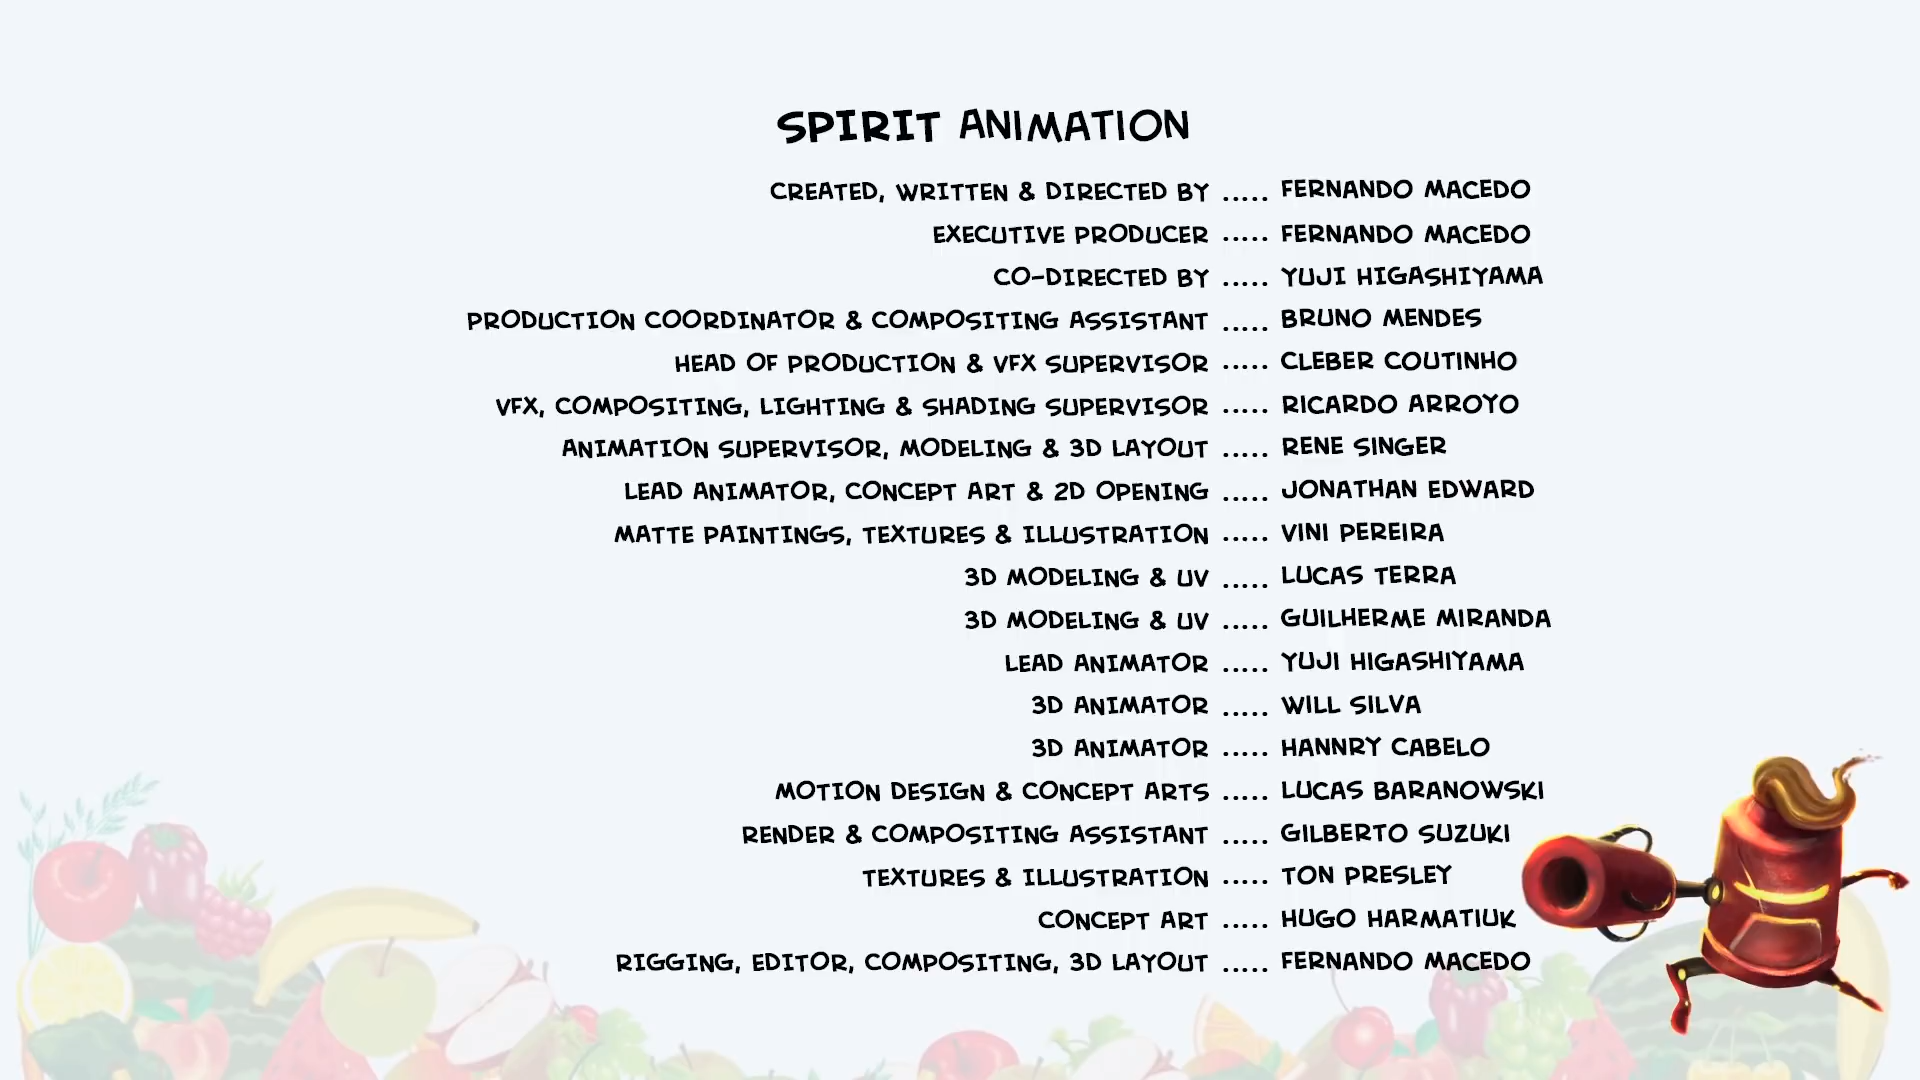 SPIRIT ANIMATION
CREATED, WRITTEN & DIRECTED BY ..... FERNANDO MACEDO
EXECUTIVE PRODUCER ..... FERNANDO MACEDO
CO-DIRECTED BY ..... YUJI HIGASHIYAMA
PRODUCTION COORDINATOR & COMPOSITING ASSISTANT ..... BRUNO MENDES
HEAD OF PRODUCTION & VFX SUPERVISOR ..... CLEBER COUTINHO
VFX, COMPOSITING, LIGHTING & SHADING SUPERVISOR ..... RICARDO ARROYO
ANIMATION SUPERVISOR, MODELING & 3D LAYOUT ..... RENE SINGER
LEAD ANIMATOR, CONCEPT ART & 2D OPENING ..... JONATHAN EDWARD
MATTE PAINTINGS, TEXTURES & ILLUSTRATION ..... VINI PEREIRA
3D MODELING & UV ..... LUCAS TERRA
3D MODELING & UV ..... GUILHERME MIRANDA
LEAD ANIMATOR ..... YUJI HIGASHIYAMA
3D ANIMATOR ..... WILL SILVA
3D ANIMATOR ..... HANNRY CABELO
MOTION DESIGN & CONCEPT ARTS ..... LUCAS BARANOWSKI
RENDER & COMPOSITING ASSISTANT ..... GILBERTO SUZUKI
TEXTURES & ILLUSTRATION ..... TON PRESLEY
CONCEPT ART ..... HUGO HARMATIUK
RIGGING, EDITOR, COMPOSITING, 3D LAYOUT ..... FERNANDO MACEDO